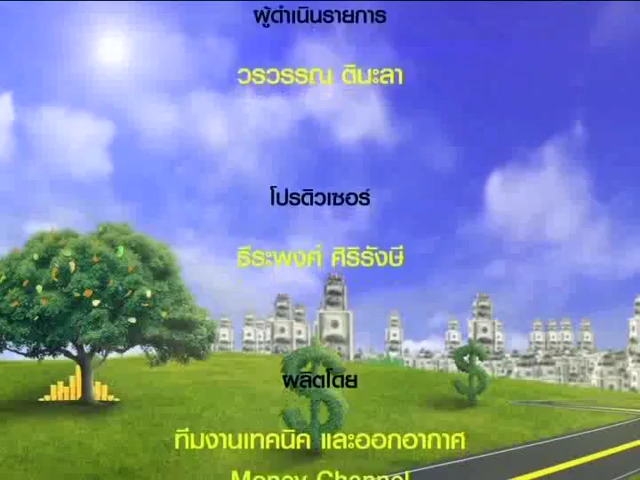 ผู้ดำเนินรายการ
วรวรรณ ตินะลา
โปรดิวเซอร์
ธีระพงศ์ ศิริรังษี
ผลิตโดย
ทีมงานเทคนิค และออกอากาศ
Money Channel